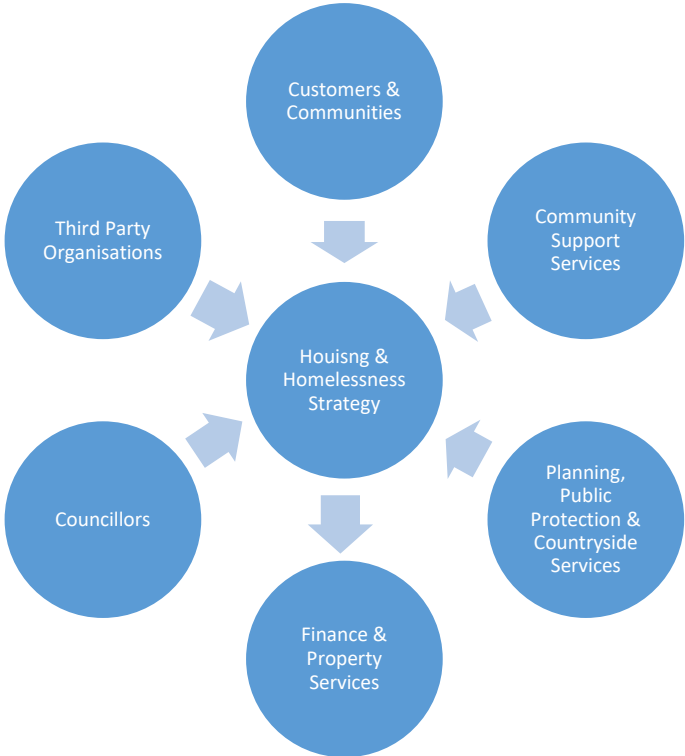 Customers &
Communities
Third Party
Organisations
Community
Support
Services
Houisng &
Homelessness
Strategy
Councillors
Planning,
Public
Protection &
Countryside
Services
Finance &
Property
Services